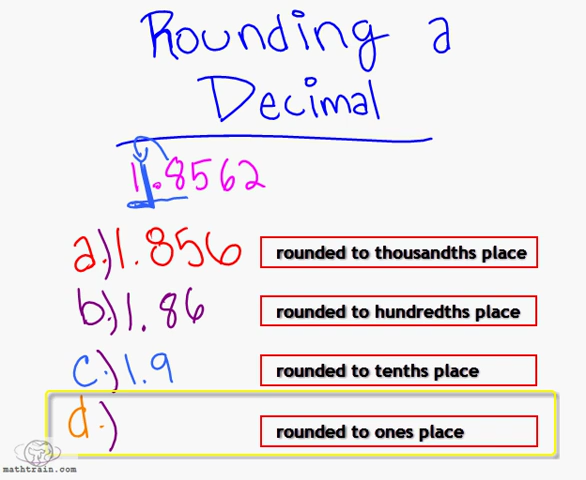 Rounding a
Decimal
1.8562
a.) 1.856 rounded to thousandths place
b.) 1.86 rounded to hundredths place
c.) 1.9 rounded to tenths place
d.) rounded to ones place
mathtrain.com